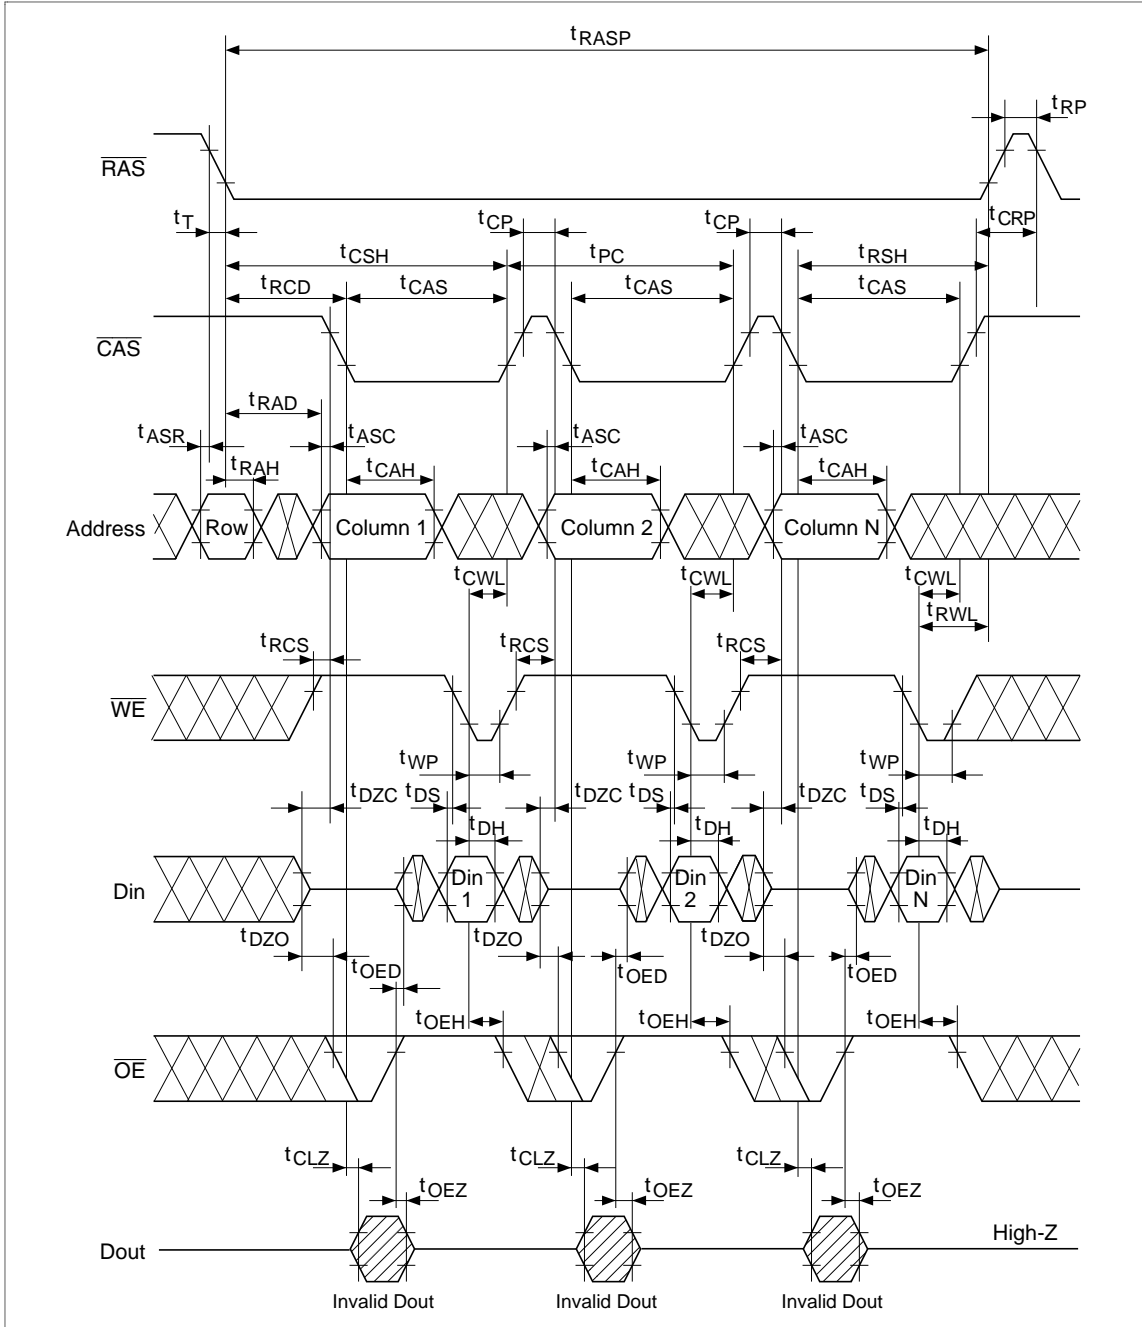 tRASP
tRP
RAS
tT
tCP
tCP
tCRP
tCSH
tPC
tRSH
tRCD
tCAS
tCAS
tCAS
CAS
tRAD
tASR
tASC
tASC
tASC
tRAH
tCAH
tCAH
tCAH
Address
Row
Column 1
Column 2
Column N
tCWL
tCWL
tCWL
tRWL
tRCS
tRCS
tRCS
WE
tWP
tWP
tWP
tDZC
tDS
tDZC
tDS
tDZC
tDS
tDH
tDH
tDH
Din
Din
1
Din
2
Din
N
tDZO
tDZO
tDZO
tOED
tOED
tOED
tOEH
tOEH
tOEH
OE
tCLZ
tCLZ
tCLZ
tOEZ
tOEZ
tOEZ
Dout
High-Z
Invalid Dout
Invalid Dout
Invalid Dout